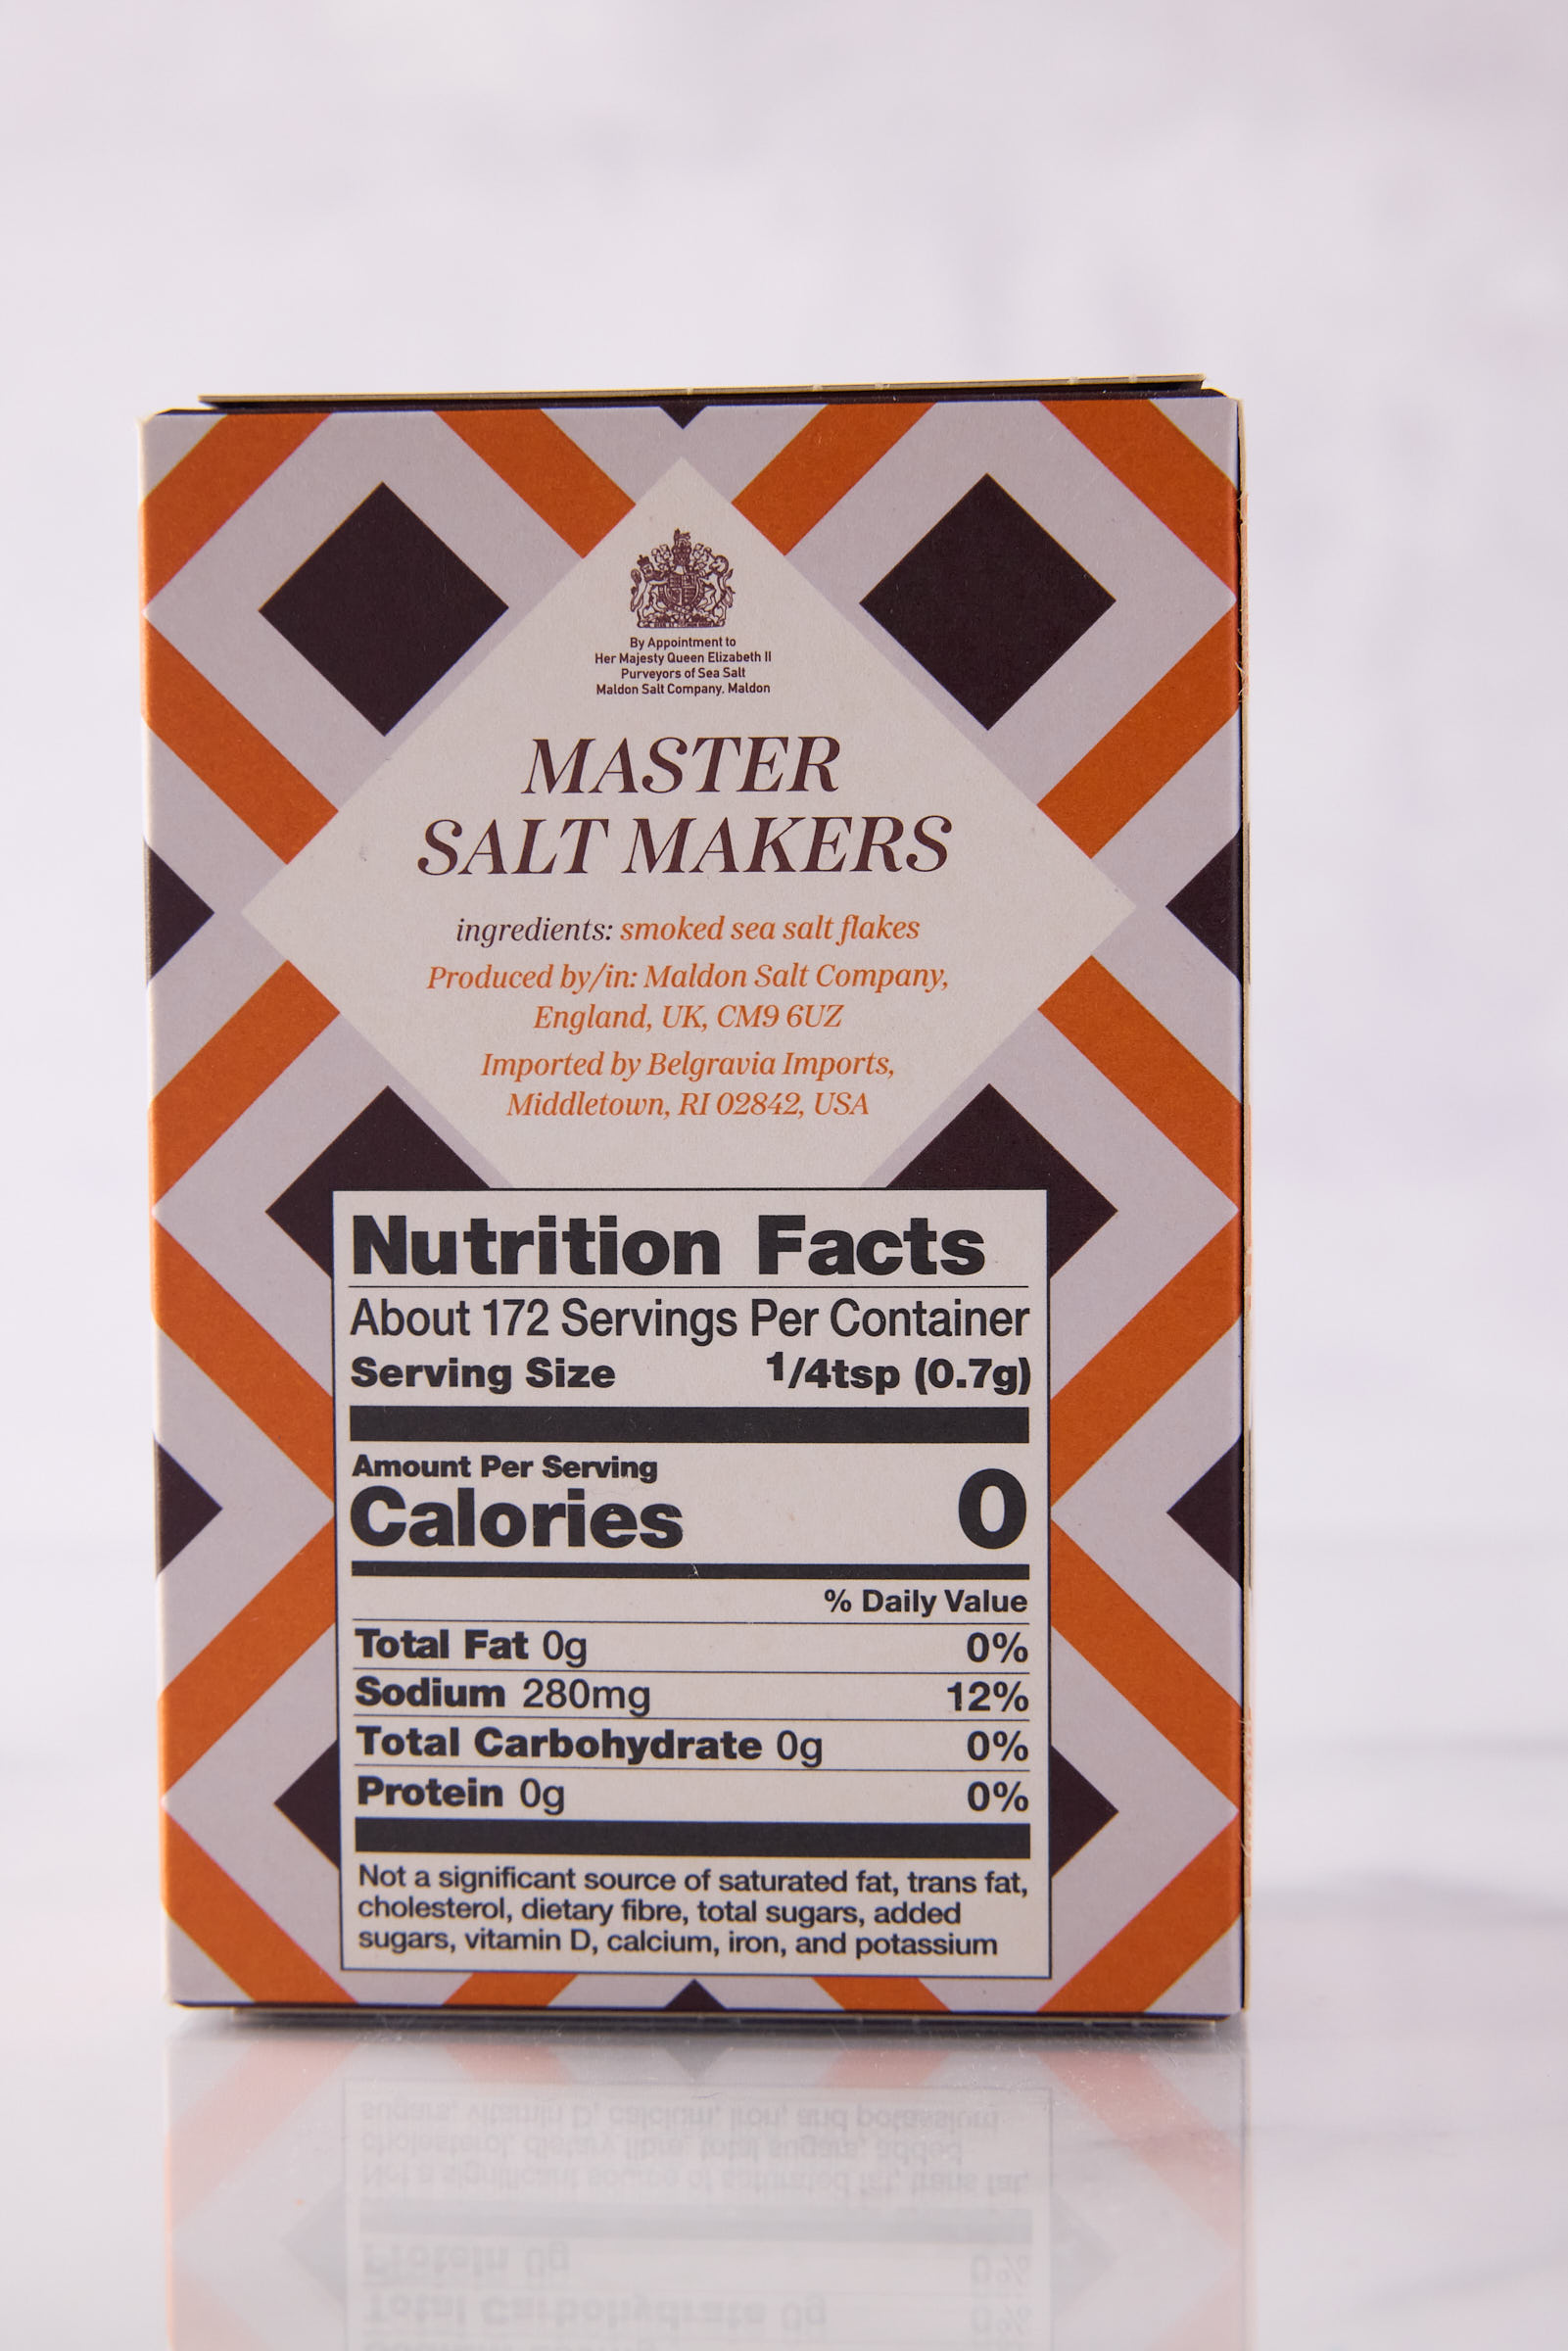 By Appointment to
Her Majesty Queen Elizabeth II
Purveyors of Sea Salt
Maldon Salt Company, Maldon
MASTER
SALT MAKERS
ingredients: smoked sea salt flakes
Produced by/in: Maldon Salt Company,
England, UK, CM9 6UZ
Imported by Belgravia Imports,
Middletown, RI 02842, USA
Nutrition Facts
About 172 Servings Per Container
Serving Size 1/4tsp (0.7g)
Amount Per Serving
Calories 0
% Daily Value
Total Fat 0g 0%
Sodium 280mg 12%
Total Carbohydrate 0g 0%
Protein 0g 0%
Not a significant source of saturated fat, trans fat,
cholesterol, dietary fibre, total sugars, added
sugars, vitamin D, calcium, iron, and potassium